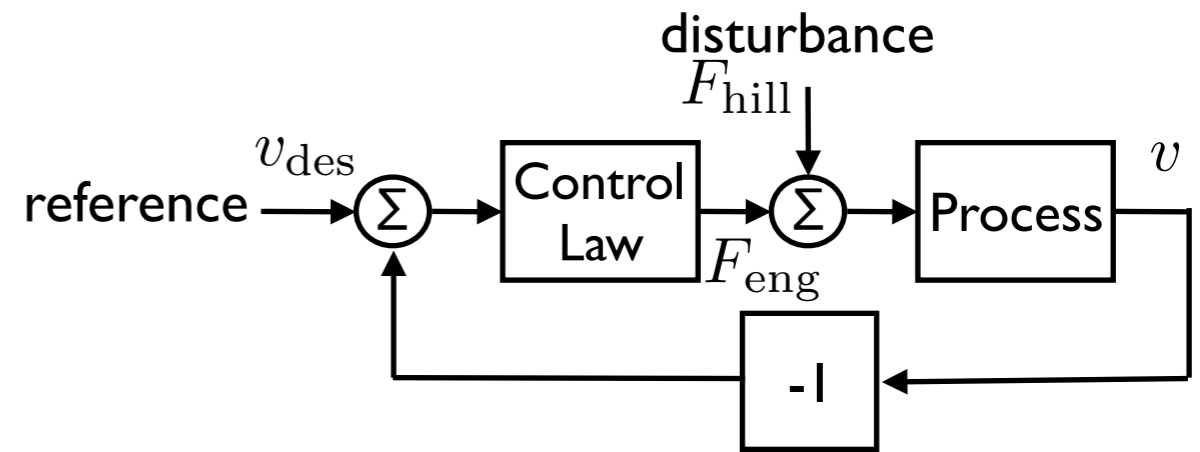 disturbance
F_hill
v_des
v
reference
Σ
Control
Law
Σ
Process
F_eng
-1